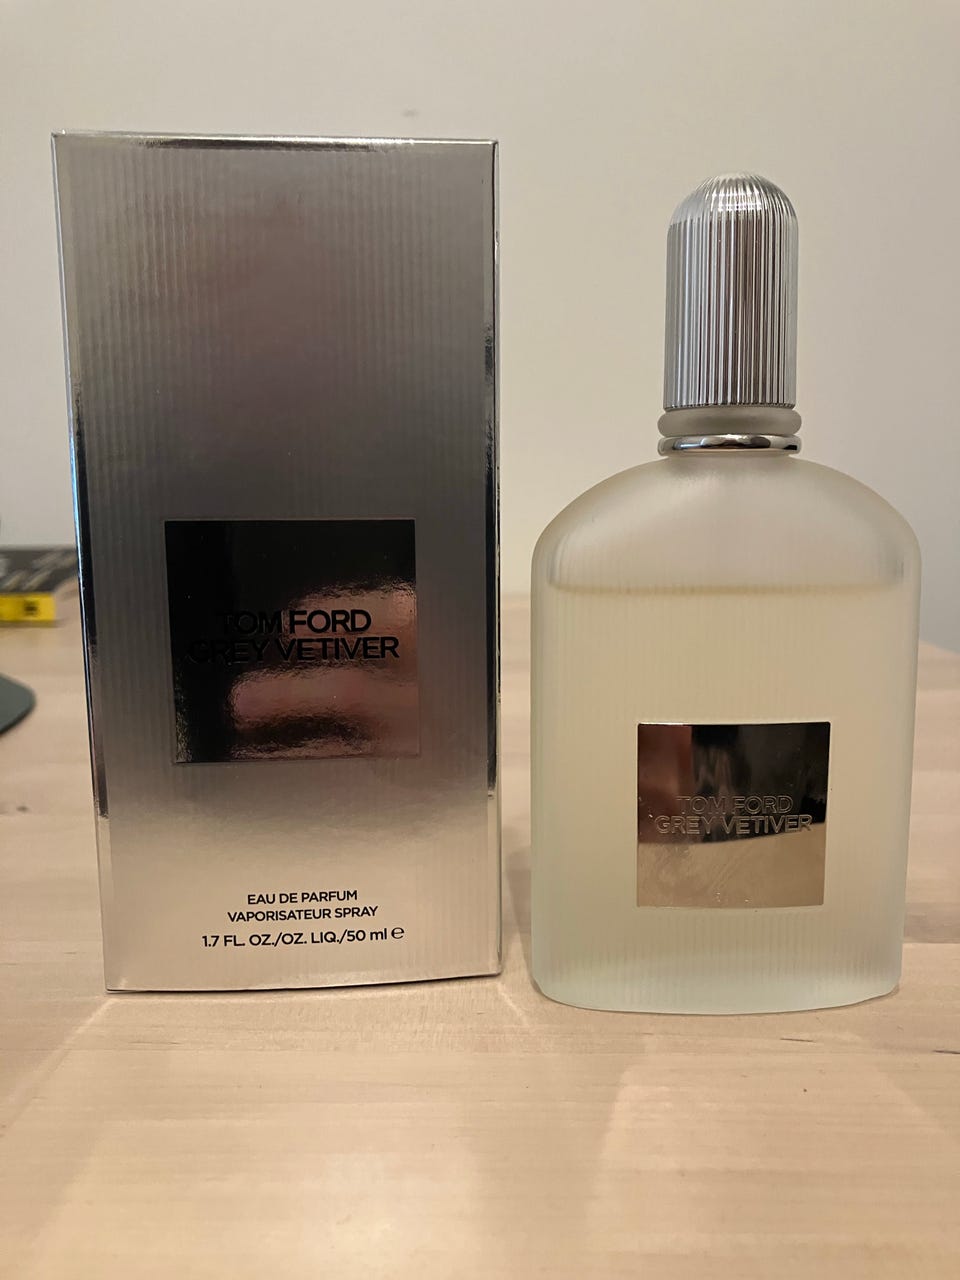 TOM FORD
GREY VETIVER
EAU DE PARFUM
VAPORISATEUR SPRAY
1.7 FL. OZ./OZ. LIQ./50 ml ℮
TOM FORD
GREY VETIVER